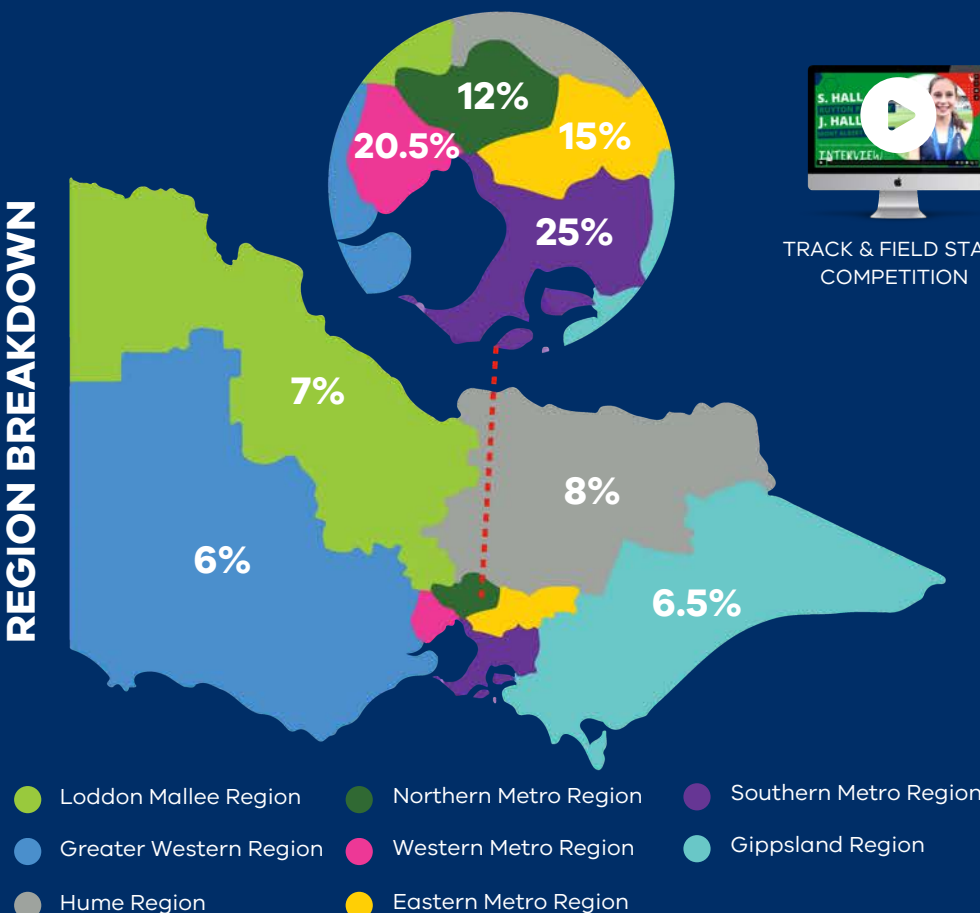 REGION BREAKDOWN
12%
15%
20.5%
25%
7%
8%
6%
6.5%
S. HALL
J. HALL
INTERVIEW
TRACK & FIELD
COMPETITION
Loddon Mallee Region
Northern Metro Region
Southern Metro Region
Greater Western Region
Western Metro Region
Gippsland Region
Hume Region
Eastern Metro Region